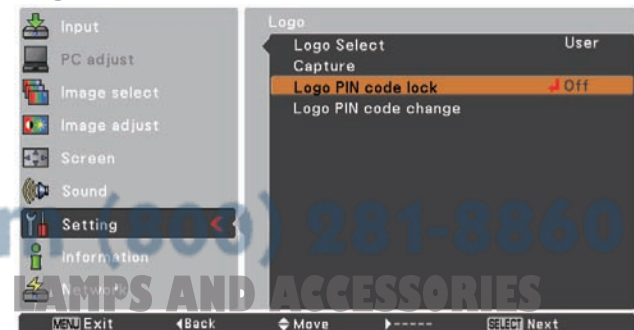 Input
PC adjust
Image select
Image adjust
Screen
Sound
Setting
Information
Network
Logo
Logo Select User
Capture
Logo PIN code lock Off
Logo PIN code change
(800) 281-8860
LAMPS AND ACCESSORIES
MENU Exit Back Move ----- SELECT Next